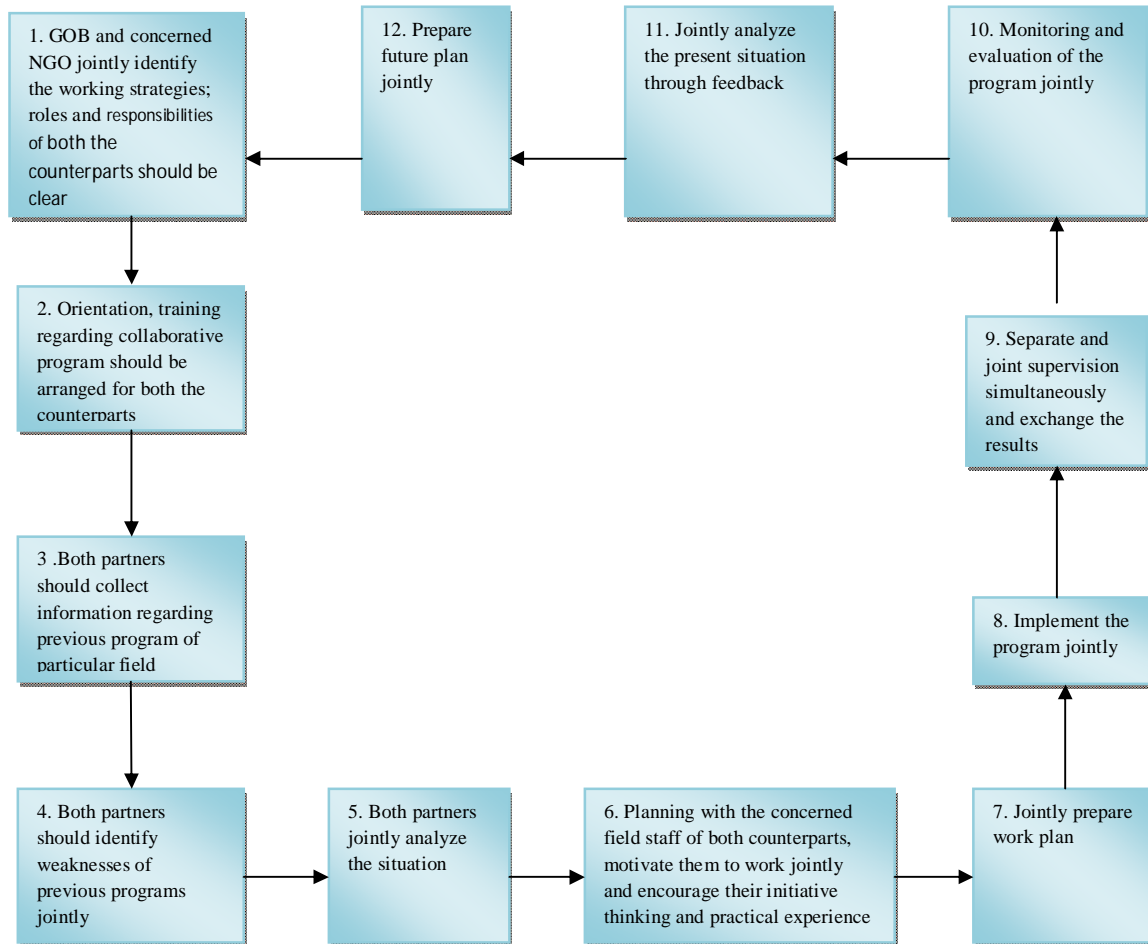 1. GOB and concerned
NGO jointly identify
the working strategies;
roles and responsibilities
of both the
counterparts should be
clear
2. Orientation, training
regarding collaborative
program should be
arranged for both the
counterparts
3 .Both partners
should collect
information regarding
previous program of
particular field
4. Both partners
should identify
weaknesses of
previous programs
jointly
5. Both partners
jointly analyze
the situation
6. Planning with the concerned
field staff of both counterparts,
motivate them to work jointly
and encourage their initiative
thinking and practical experience
7. Jointly prepare
work plan
8. Implement the
program jointly
9. Separate and
joint supervision
simultaneously
and exchange the
results
10. Monitoring and
evaluation of the
program jointly
11. Jointly analyze
the present situation
through feedback
12. Prepare
future plan
jointly